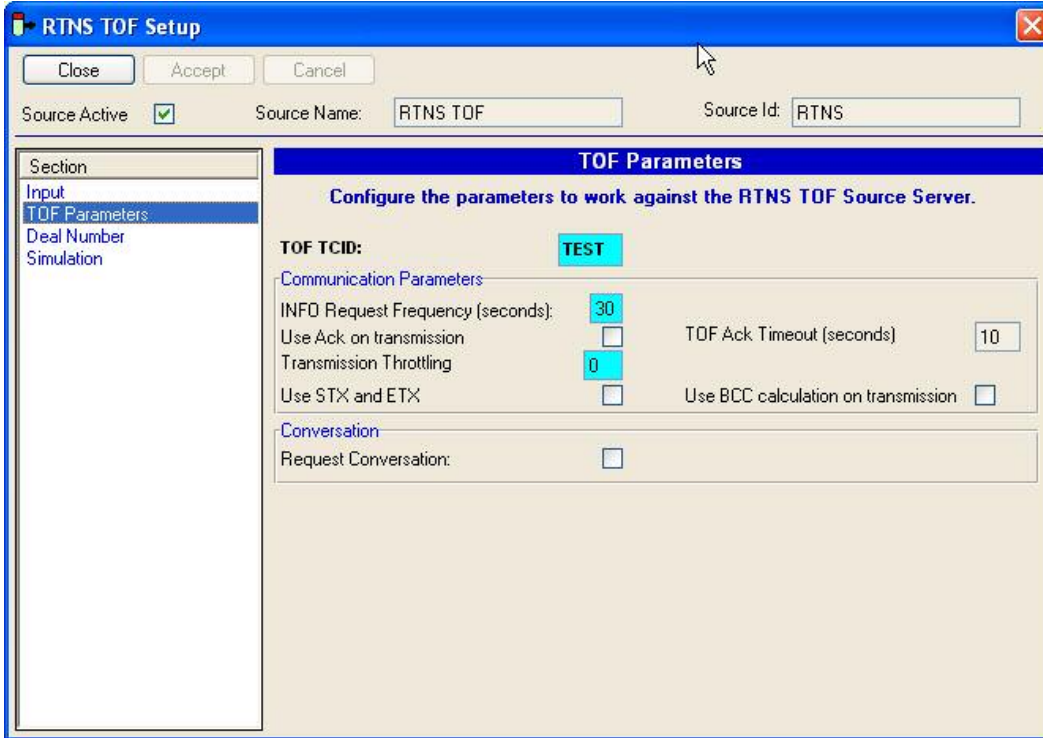 RTNS TOF Setup
Close Accept Cancel
Source Active Source Name: RTNS TOF Source Id: RTNS
Section
Input
TOF Parameters
Deal Number
Simulation
TOF Parameters
Configure the parameters to work against the RTNS TOF Source Server.
TOF TCID: TEST
Communication Parameters
INFO Request Frequency (seconds): 30
Use Ack on transmission TOF Ack Timeout (seconds) 10
Transmission Throttling 0
Use STX and ETX Use BCC calculation on transmission
Conversation
Request Conversation: